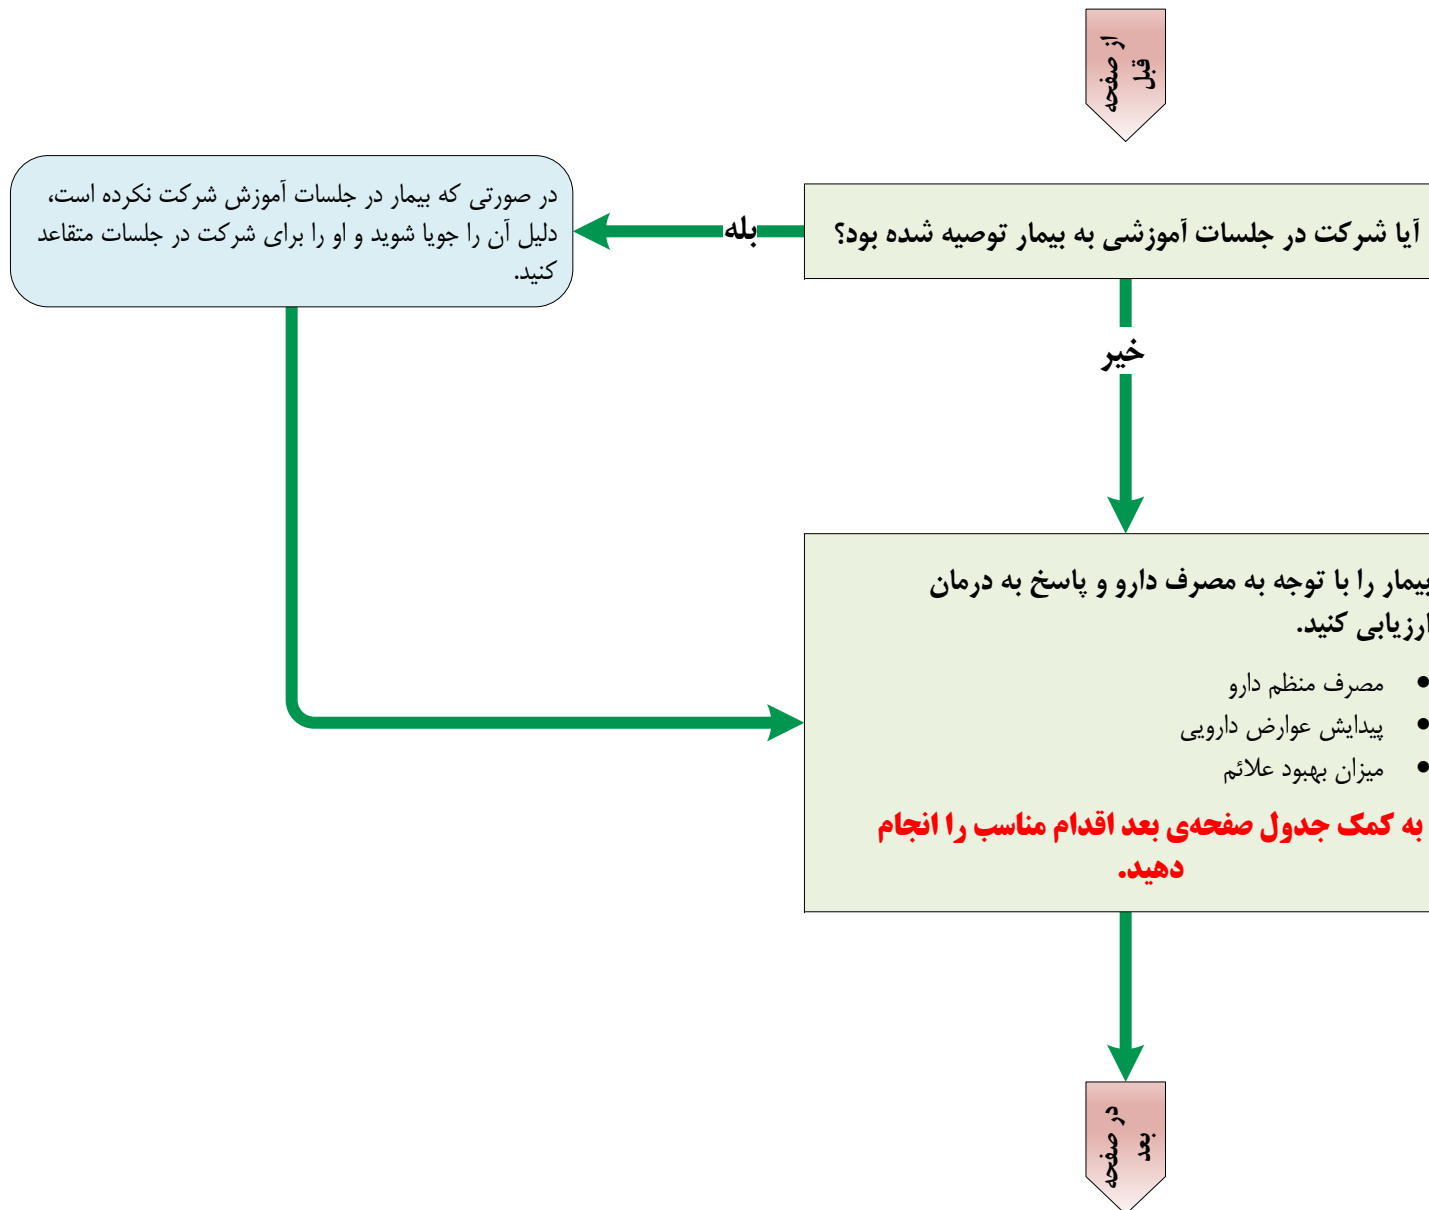 از صفحه
قبل
آیا شرکت در جلسات آموزشی به بیمار توصیه شده بود؟
بله
در صورتی که بیمار در جلسات آموزش شرکت نکرده است،
دلیل آن را جویا شوید و او را برای شرکت در جلسات متقاعد
کنید.
خیر
بیمار را با توجه به مصرف دارو و پاسخ به درمان
ارزیابی کنید.
• مصرف منظم دارو
• پیدایش عوارض دارویی
• میزان بهبود علائم
به کمک جدول صفحه‌ی بعد اقدام مناسب را انجام
دهید.
در صفحه
بعد